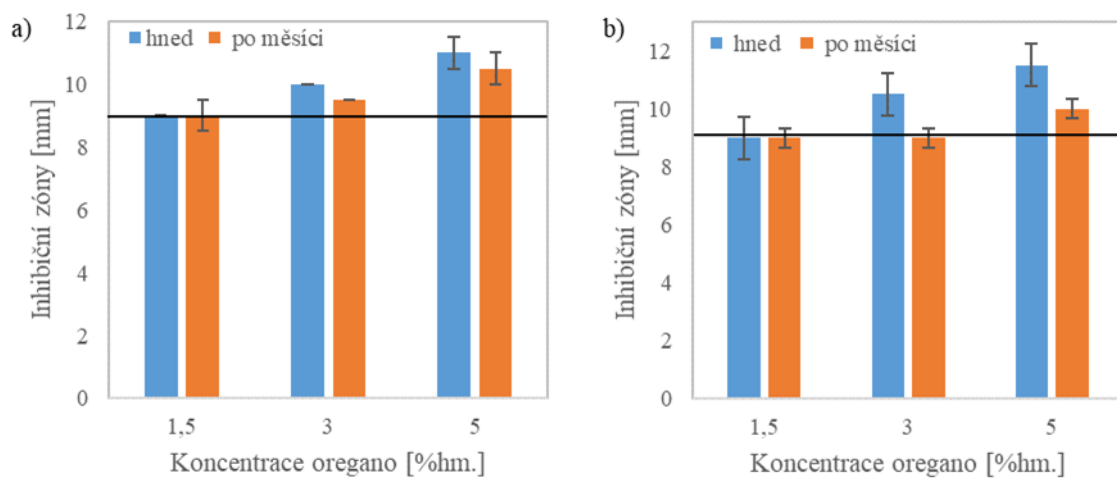 a)
hned po měsíci
Inhibiční zóny [mm]
12
10
8
6
4
2
0
1,5 3 5
Koncentrace oregano [%hm.]
b)
hned po měsíci
Inhibiční zóny [mm]
12
10
8
6
4
2
0
1,5 3 5
Koncentrace oregano [%hm.]